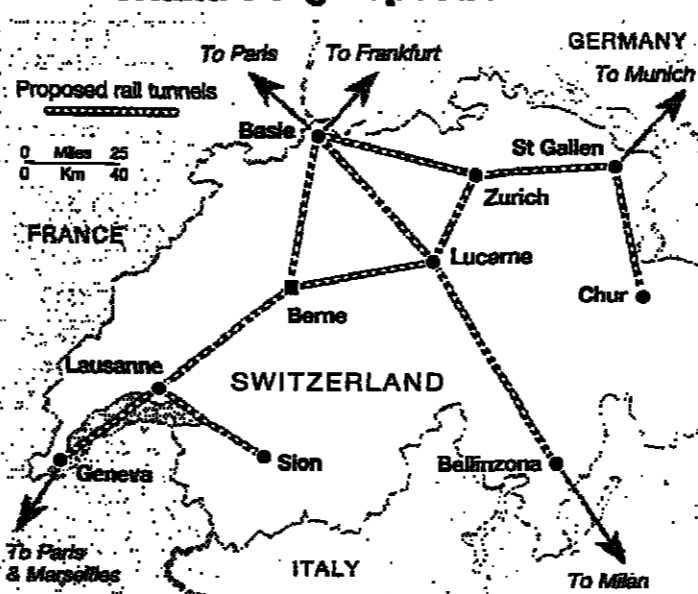 To Paris
To Frankfurt
GERMANY
To Munich
Proposed rail tunnels
Basle
0 Miles 25
0 Km 40
St Gallen
Zurich
FRANCE
Lucerne
Chur
Berne
Lausanne
SWITZERLAND
Geneva
Sion
Bellinzona
To Paris
& Marseilles
ITALY
To Milan